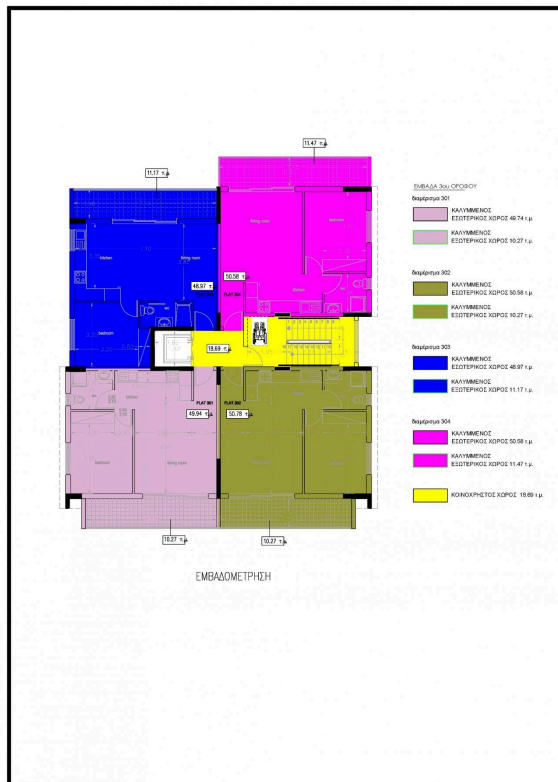 11.47 τ.μ
11.17 τ.μ
living room
bedroom
kitchen
living room
48.97 τ.μ
50.58 τ.μ
kitchen
FLAT 304
bedroom
18.69 τ.μ
FLAT 301
FLAT 302
49.94 τ.μ
50.78 τ.μ
bedroom
living room
10.27 τ.μ
10.27 τ.μ
ΕΜΒΑΔΟΜΕΤΡΗΣΗ
ΕΜΒΑΔΑ 3ου ΟΡΟΦΟΥ
διαμέρισμα 301
ΚΑΛΥΜΜΕΝΟΣ
ΕΣΩΤΕΡΙΚΟΣ ΧΩΡΟΣ 49.74 τ.μ.
ΚΑΛΥΜΜΕΝΟΣ
ΕΞΩΤΕΡΙΚΟΣ ΧΩΡΟΣ 10.27 τ.μ.
διαμέρισμα 302
ΚΑΛΥΜΜΕΝΟΣ
ΕΣΩΤΕΡΙΚΟΣ ΧΩΡΟΣ 50.58 τ.μ.
ΚΑΛΥΜΜΕΝΟΣ
ΕΞΩΤΕΡΙΚΟΣ ΧΩΡΟΣ 10.27 τ.μ.
διαμέρισμα 303
ΚΑΛΥΜΜΕΝΟΣ
ΕΣΩΤΕΡΙΚΟΣ ΧΩΡΟΣ 48.97 τ.μ.
ΚΑΛΥΜΜΕΝΟΣ
ΕΞΩΤΕΡΙΚΟΣ ΧΩΡΟΣ 11.17 τ.μ.
διαμέρισμα 304
ΚΑΛΥΜΜΕΝΟΣ
ΕΣΩΤΕΡΙΚΟΣ ΧΩΡΟΣ 50.58 τ.μ.
ΚΑΛΥΜΜΕΝΟΣ
ΕΞΩΤΕΡΙΚΟΣ ΧΩΡΟΣ 11.47 τ.μ.
ΚΟΙΝΟΧΡΗΣΤΟΣ ΧΩΡΟΣ 18.69 τ.μ.